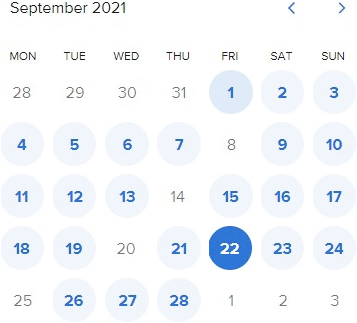 September 2021
MON TUE WED THU FRI SAT SUN
28 29 30 31 1 2 3
4 5 6 7 8 9 10
11 12 13 14 15 16 17
18 19 20 21 22 23 24
25 26 27 28 1 2 3